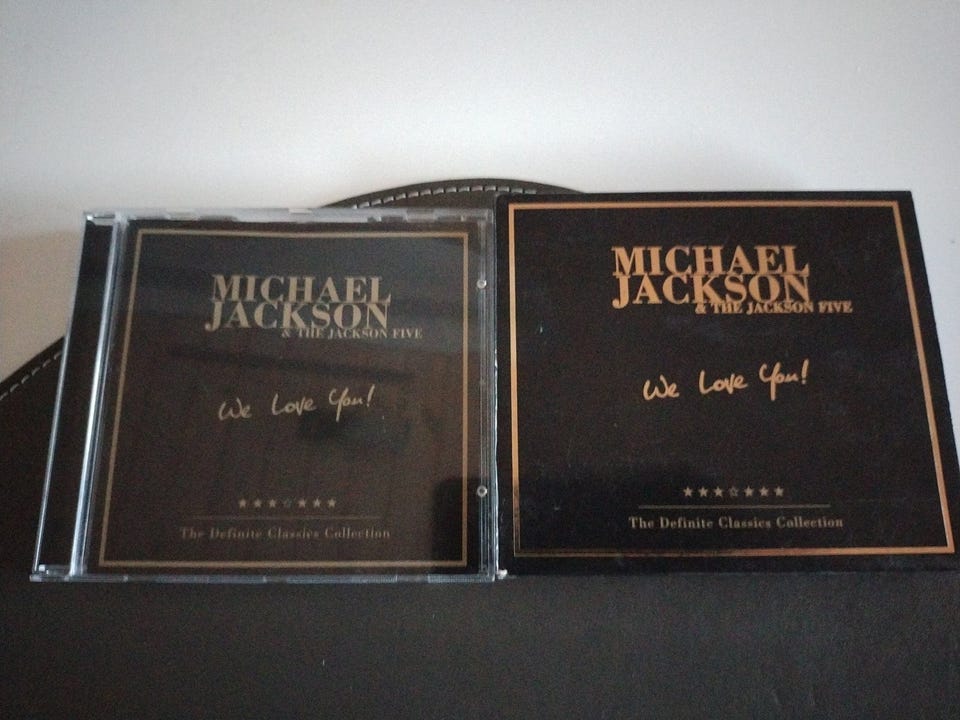 MICHAEL
JACKSON
& THE JACKSON FIVE
We Love You!
★★★☆★★★
The Definite Classics Collection
MICHAEL
JACKSON
& THE JACKSON FIVE
We Love You!
★★★☆★★★
The Definite Classics Collection